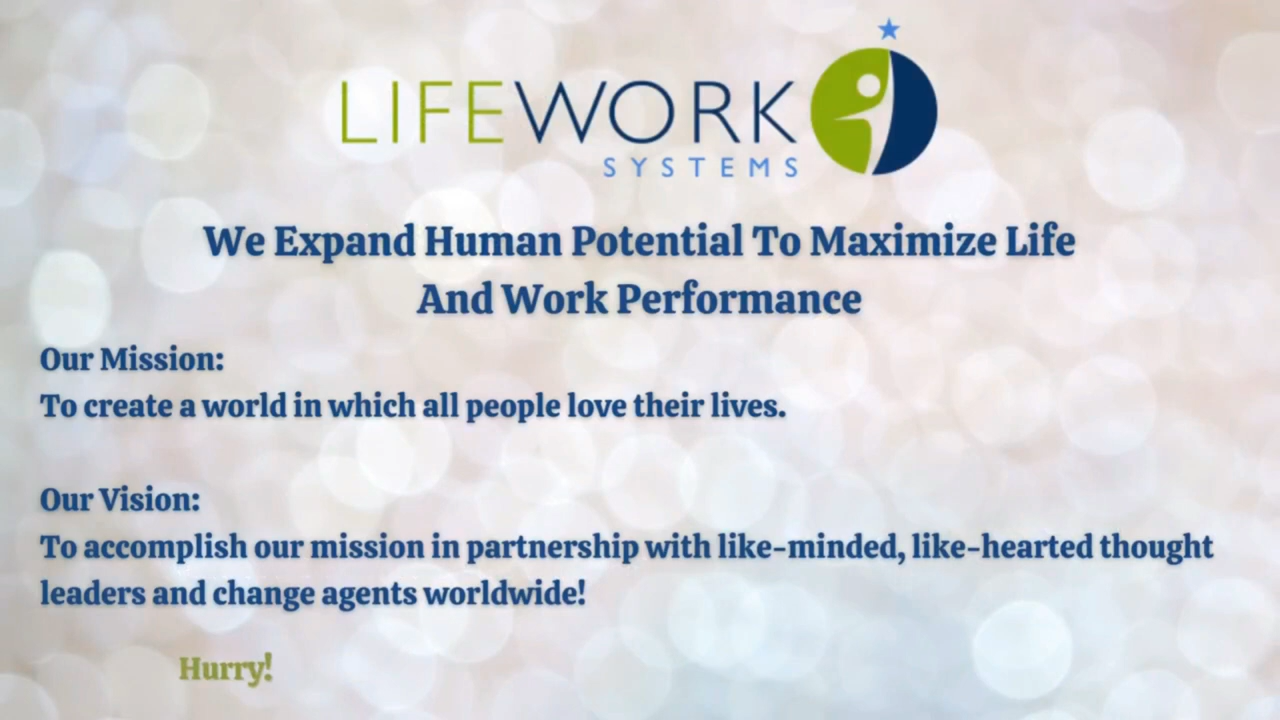 LIFEWORK
SYSTEMS
We Expand Human Potential To Maximize Life
And Work Performance
Our Mission:
To create a world in which all people love their lives.
Our Vision:
To accomplish our mission in partnership with like-minded, like-hearted thought
leaders and change agents worldwide!
Hurry!